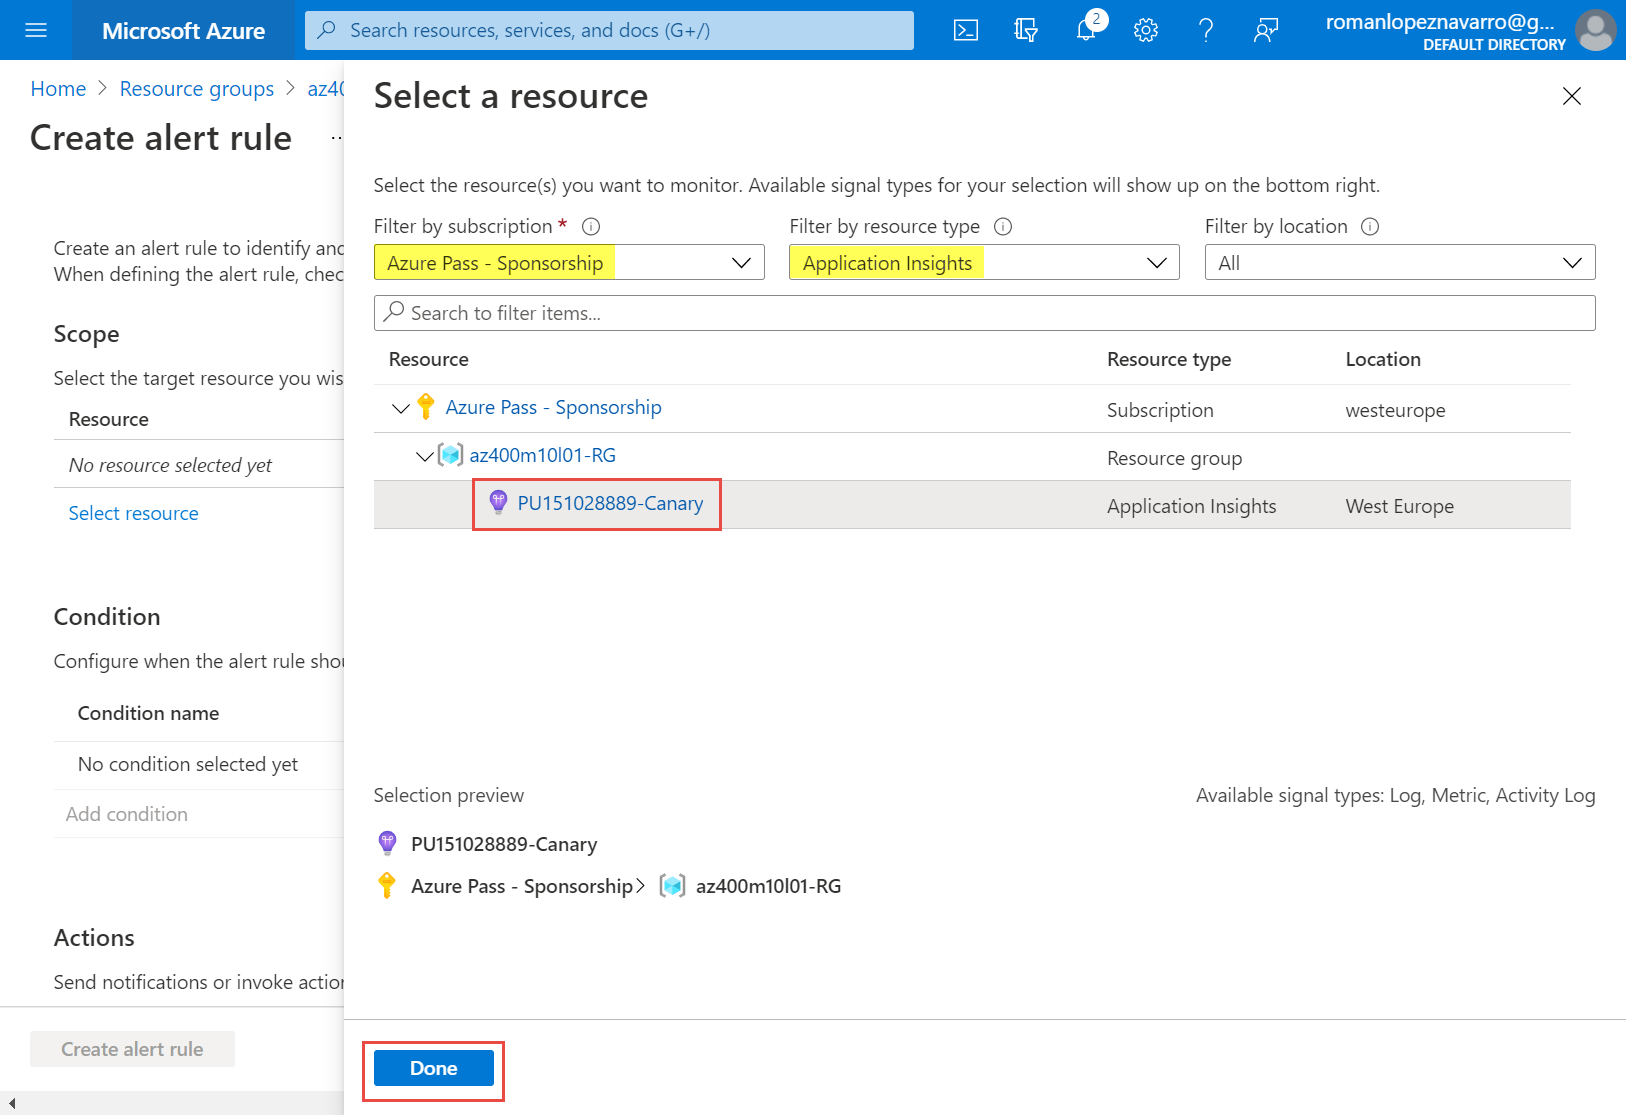 Microsoft Azure
Search resources, services, and docs (G+/)
2
romanlopeznavarro@g...
DEFAULT DIRECTORY
Home > Resource groups > az40
Create alert rule
Create an alert rule to identify and
When defining the alert rule, chec
Scope
Select the target resource you wis
Resource
No resource selected yet
Select resource
Condition
Configure when the alert rule shou
Condition name
No condition selected yet
Add condition
Actions
Send notifications or invoke action
Create alert rule
Select a resource
Select the resource(s) you want to monitor. Available signal types for your selection will show up on the bottom right.
Filter by subscription *
Filter by resource type
Filter by location
Azure Pass - Sponsorship
Application Insights
All
Search to filter items...
Resource Resource type Location
Azure Pass - Sponsorship Subscription westeurope
az400m10l01-RG Resource group
PU151028889-Canary Application Insights West Europe
Selection preview
Available signal types: Log, Metric, Activity Log
PU151028889-Canary
Azure Pass - Sponsorship > az400m10l01-RG
Done